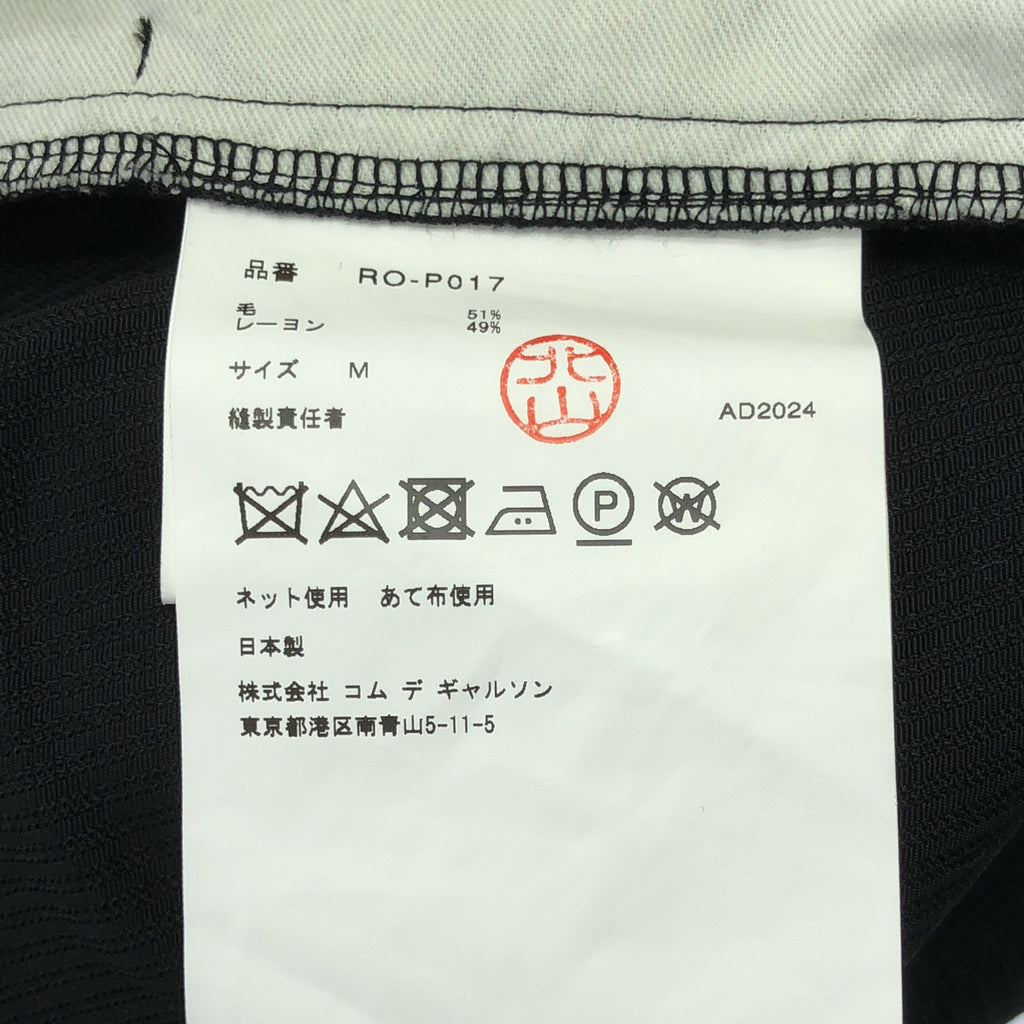 品番 RO-P017
毛 51%
レーヨン 49%
サイズ M
北山
縫製責任者
AD2024
P W
ネット使用 あて布使用
日本製
株式会社 コム デ ギャルソン
東京都港区南青山5-11-5